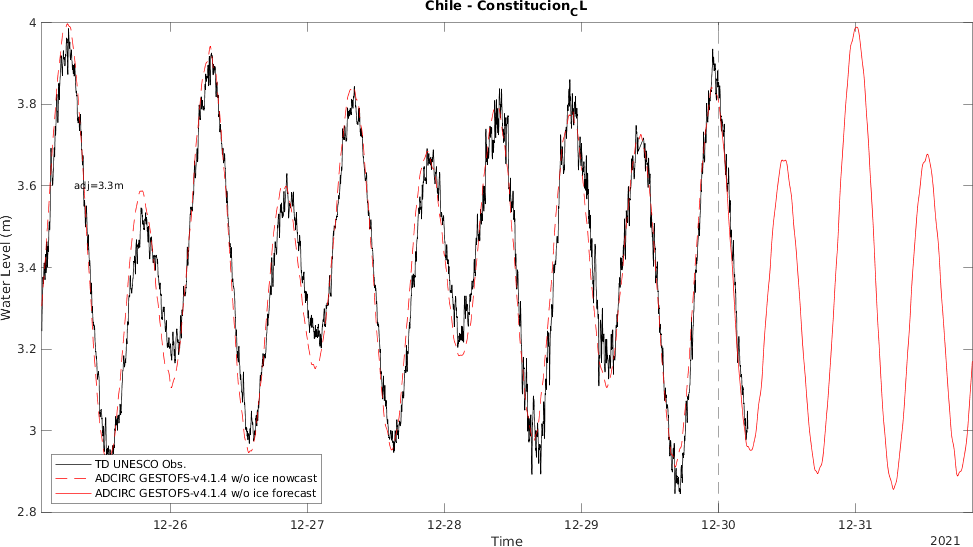 Chile - Constitucion_CL
Water Level (m)
4
3.8
3.6
3.4
3.2
3
2.8
adj=3.3m
TD UNESCO Obs.
ADCIRC GESTOFS-v4.1.4 w/o ice nowcast
ADCIRC GESTOFS-v4.1.4 w/o ice forecast
12-26 12-27 12-28 12-29 12-30 12-31
Time
2021